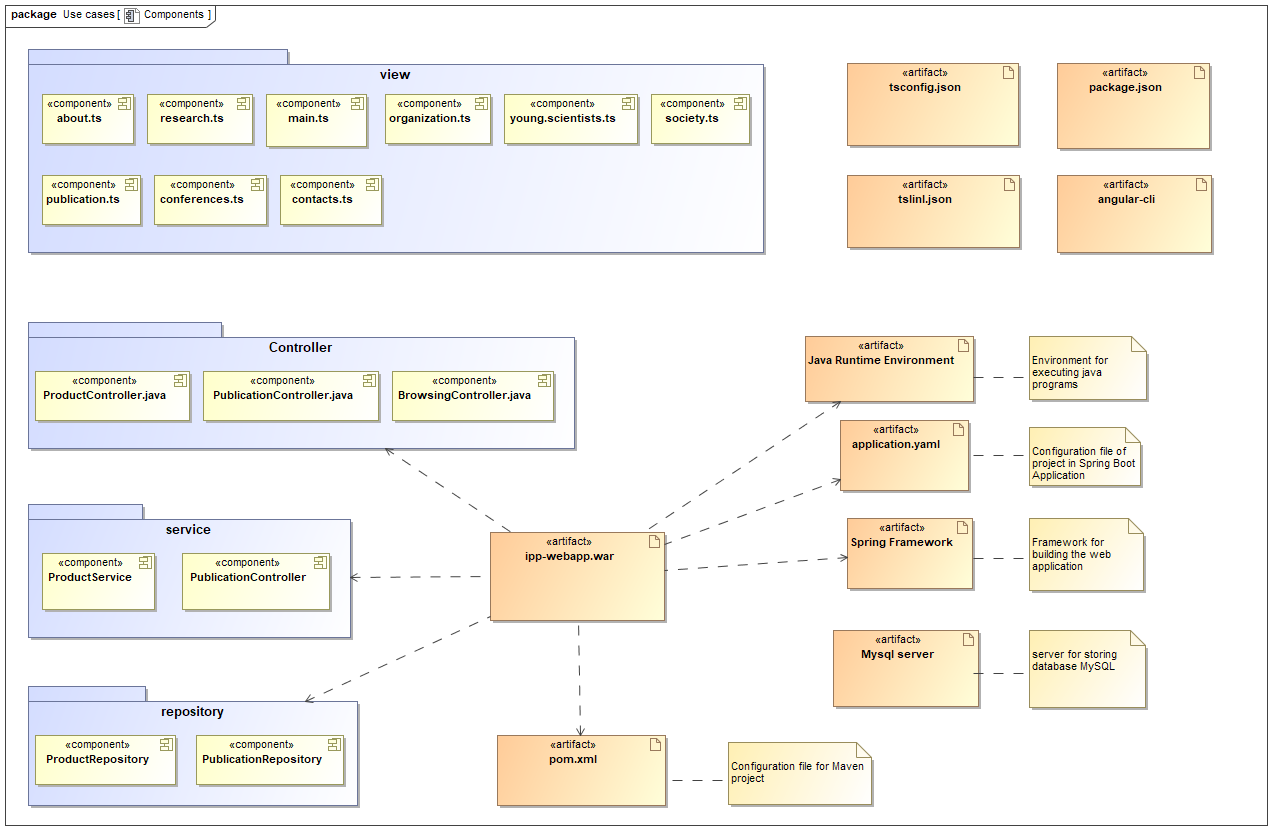 package Use cases [ Components ]
view
«component»
about.ts
«component»
research.ts
«component»
main.ts
«component»
organization.ts
«component»
young.scientists.ts
«component»
society.ts
«component»
publication.ts
«component»
conferences.ts
«component»
contacts.ts
«artifact»
tsconfig.json
«artifact»
package.json
«artifact»
tslinl.json
«artifact»
angular-cli
Controller
«component»
ProductController.java
«component»
PublicationController.java
«component»
BrowsingController.java
«artifact»
Java Runtime Environment
Environment for
executing java
programs
«artifact»
application.yaml
Configuration file of
project in Spring Boot
Application
service
«component»
ProductService
«component»
PublicationController
«artifact»
ipp-webapp.war
«artifact»
Spring Framework
Framework for
building the web
application
«artifact»
Mysql server
server for storing
database MySQL
repository
«component»
ProductRepository
«component»
PublicationRepository
«artifact»
pom.xml
Configuration file for Maven
project